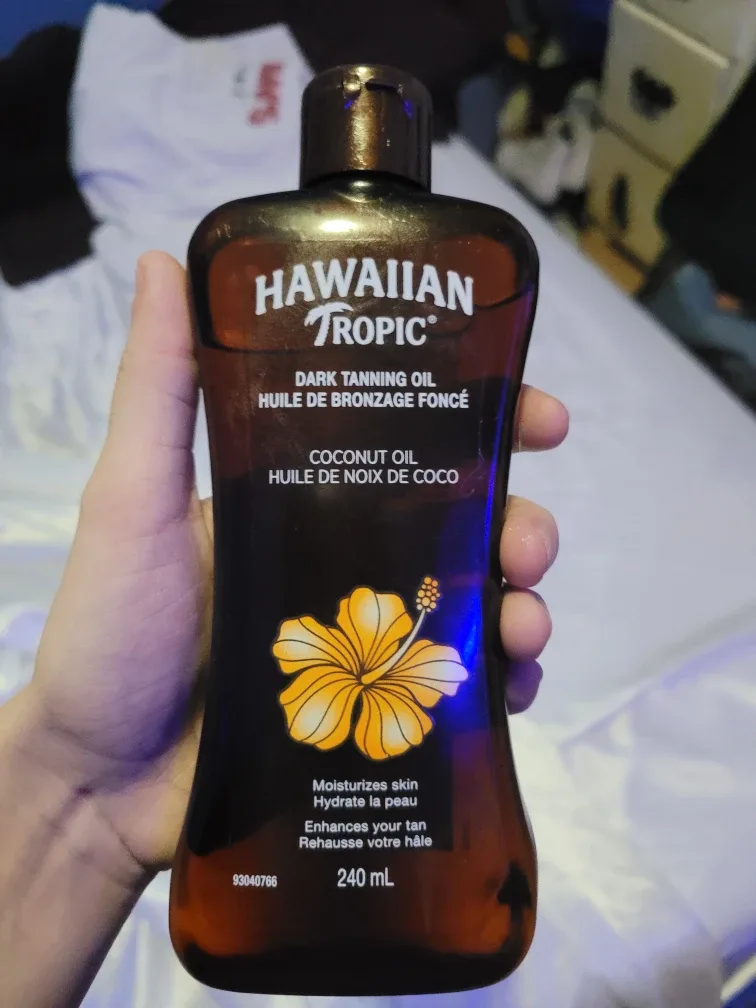 HAWAIIAN
TROPIC®
DARK TANNING OIL
HUILE DE BRONZAGE FONCÉ
COCONUT OIL
HUILE DE NOIX DE COCO
Moisturizes skin
Hydrate la peau
Enhances your tan
Rehausse votre hâle
93040766 240 mL